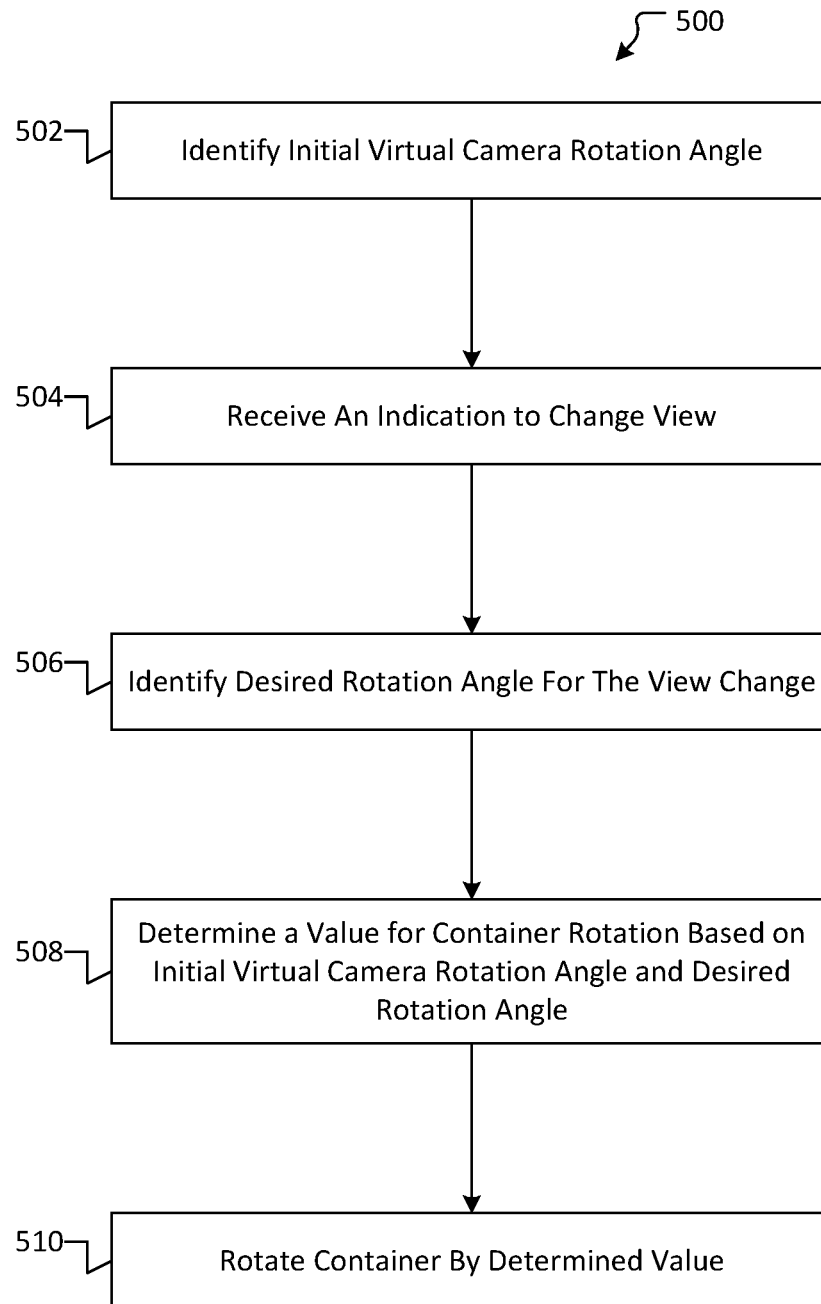 500
502
Identify Initial Virtual Camera Rotation Angle
504
Receive An Indication to Change View
506
Identify Desired Rotation Angle For The View Change
508
Determine a Value for Container Rotation Based on
Initial Virtual Camera Rotation Angle and Desired
Rotation Angle
510
Rotate Container By Determined Value